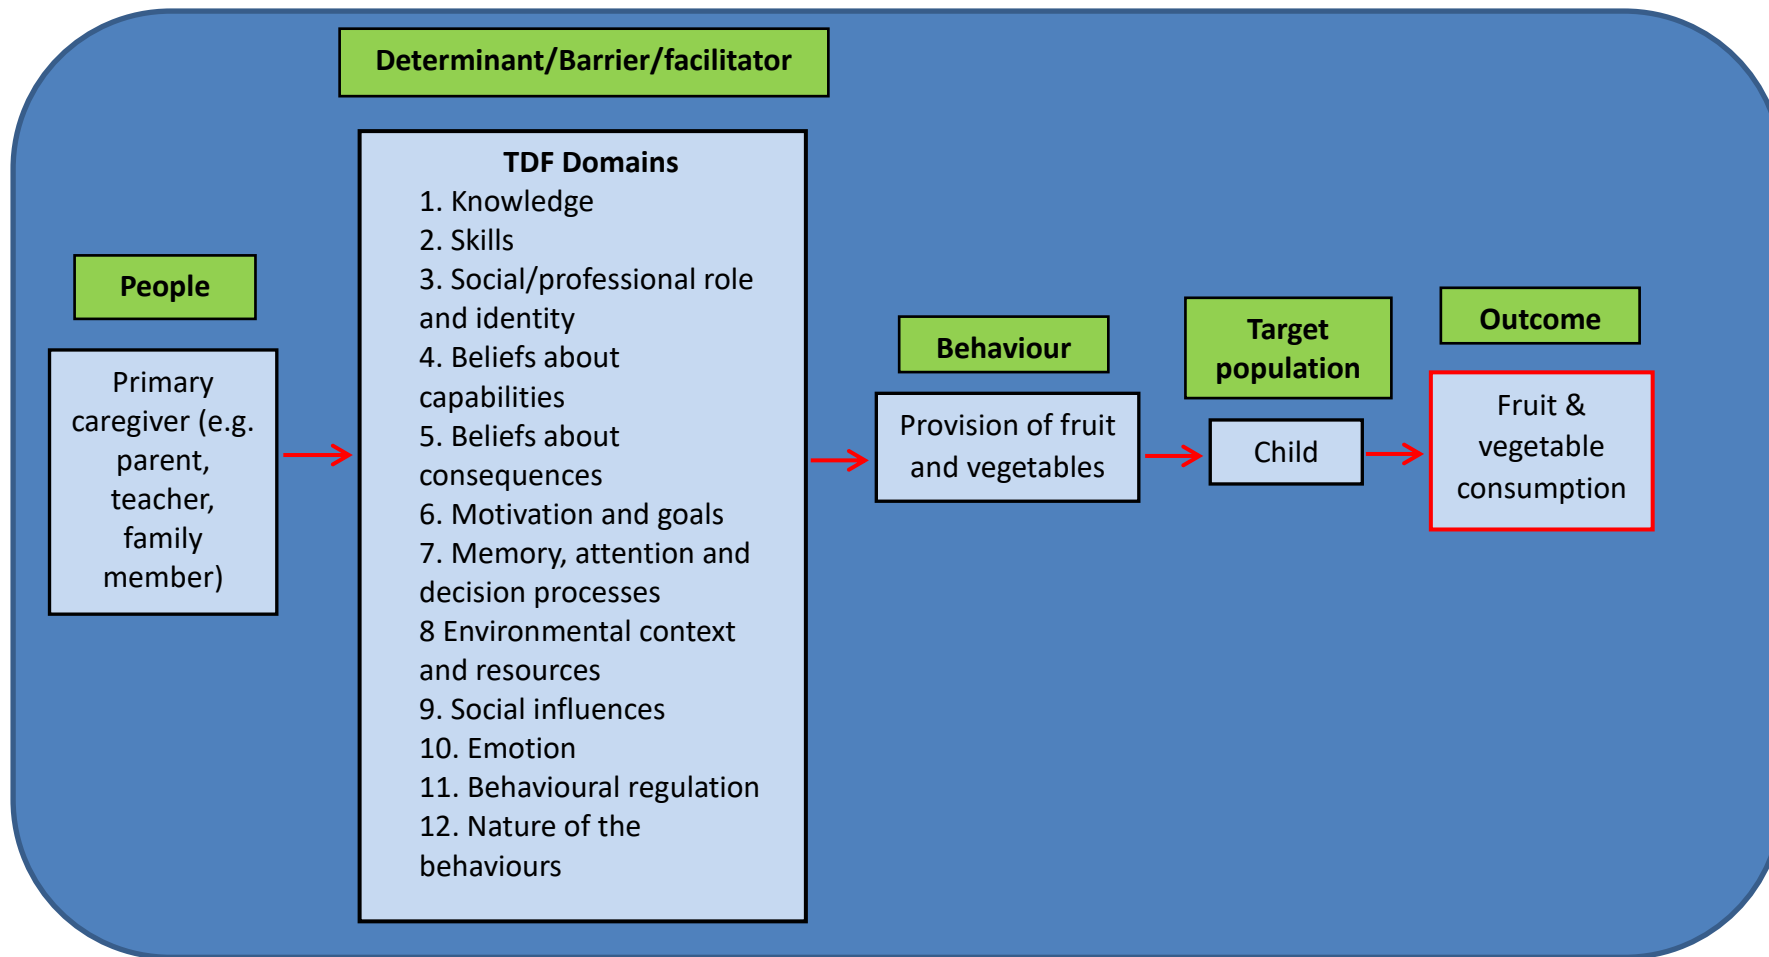 Determinant/Barrier/facilitator
TDF Domains
1. Knowledge
2. Skills
3. Social/professional role
and identity
4. Beliefs about
capabilities
5. Beliefs about
consequences
6. Motivation and goals
7. Memory, attention and
decision processes
8 Environmental context
and resources
9. Social influences
10. Emotion
11. Behavioural regulation
12. Nature of the
behaviours
People
Primary
caregiver (e.g.
parent,
teacher,
family
member)
Behaviour
Provision of fruit
and vegetables
Target
population
Child
Outcome
Fruit &
vegetable
consumption